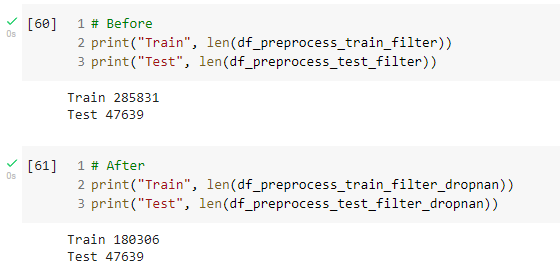 [60] 1 # Before
0s 2 print("Train", len(df_preprocess_train_filter))
3 print("Test", len(df_preprocess_test_filter))
Train 285831
Test 47639
[61] 1 # After
0s 2 print("Train", len(df_preprocess_train_filter_dropnan))
3 print("Test", len(df_preprocess_test_filter_dropnan))
Train 180306
Test 47639